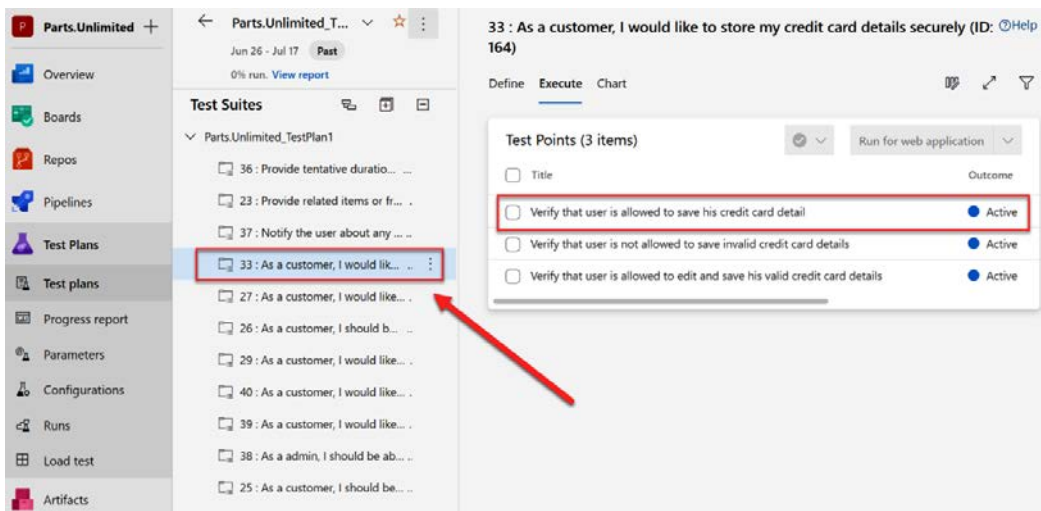 P Parts.Unlimited +
Overview
Boards
Repos
Pipelines
Test Plans
Test plans
Progress report
Parameters
Configurations
Runs
Load test
Artifacts
Parts.Unlimited_T...
Jun 26 - Jul 17 Past
0% run. View report
Test Suites
Parts.Unlimited_TestPlan1
36 : Provide tentative duratio... ...
23 : Provide related items or fr... .
37 : Notify the user about any ... ..
33 : As a customer, I would lik... ..
27 : As a customer, I would like... .
26 : As a customer, I should b... ..
29 : As a customer, I would like... .
40 : As a customer, I would like... .
39 : As a customer, I would like... .
38 : As a admin, I should be ab... ..
25 : As a customer, I should be... ..
33 : As a customer, I would like to store my credit card details securely (ID: Help
164)
Define Execute Chart
Test Points (3 items) Run for web application
Title Outcome
Verify that user is allowed to save his credit card detail Active
Verify that user is not allowed to save invalid credit card details Active
Verify that user is allowed to edit and save his valid credit card details Active